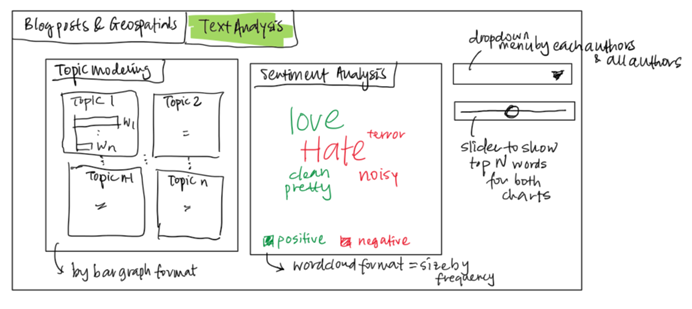 Blog posts & Geospatials
Text Analysis
Topic modeling
Topic 1
W1
Wn
Topic 2
Topic n-1
Topic n
by bar graph format
Sentiment Analysis
love
terror
Hate
clean
noisy
pretty
positive
negative
wordcloud format = size by
frequency
dropdown
menu by each authors
& all authors
slider to show
top N words
for both
charts